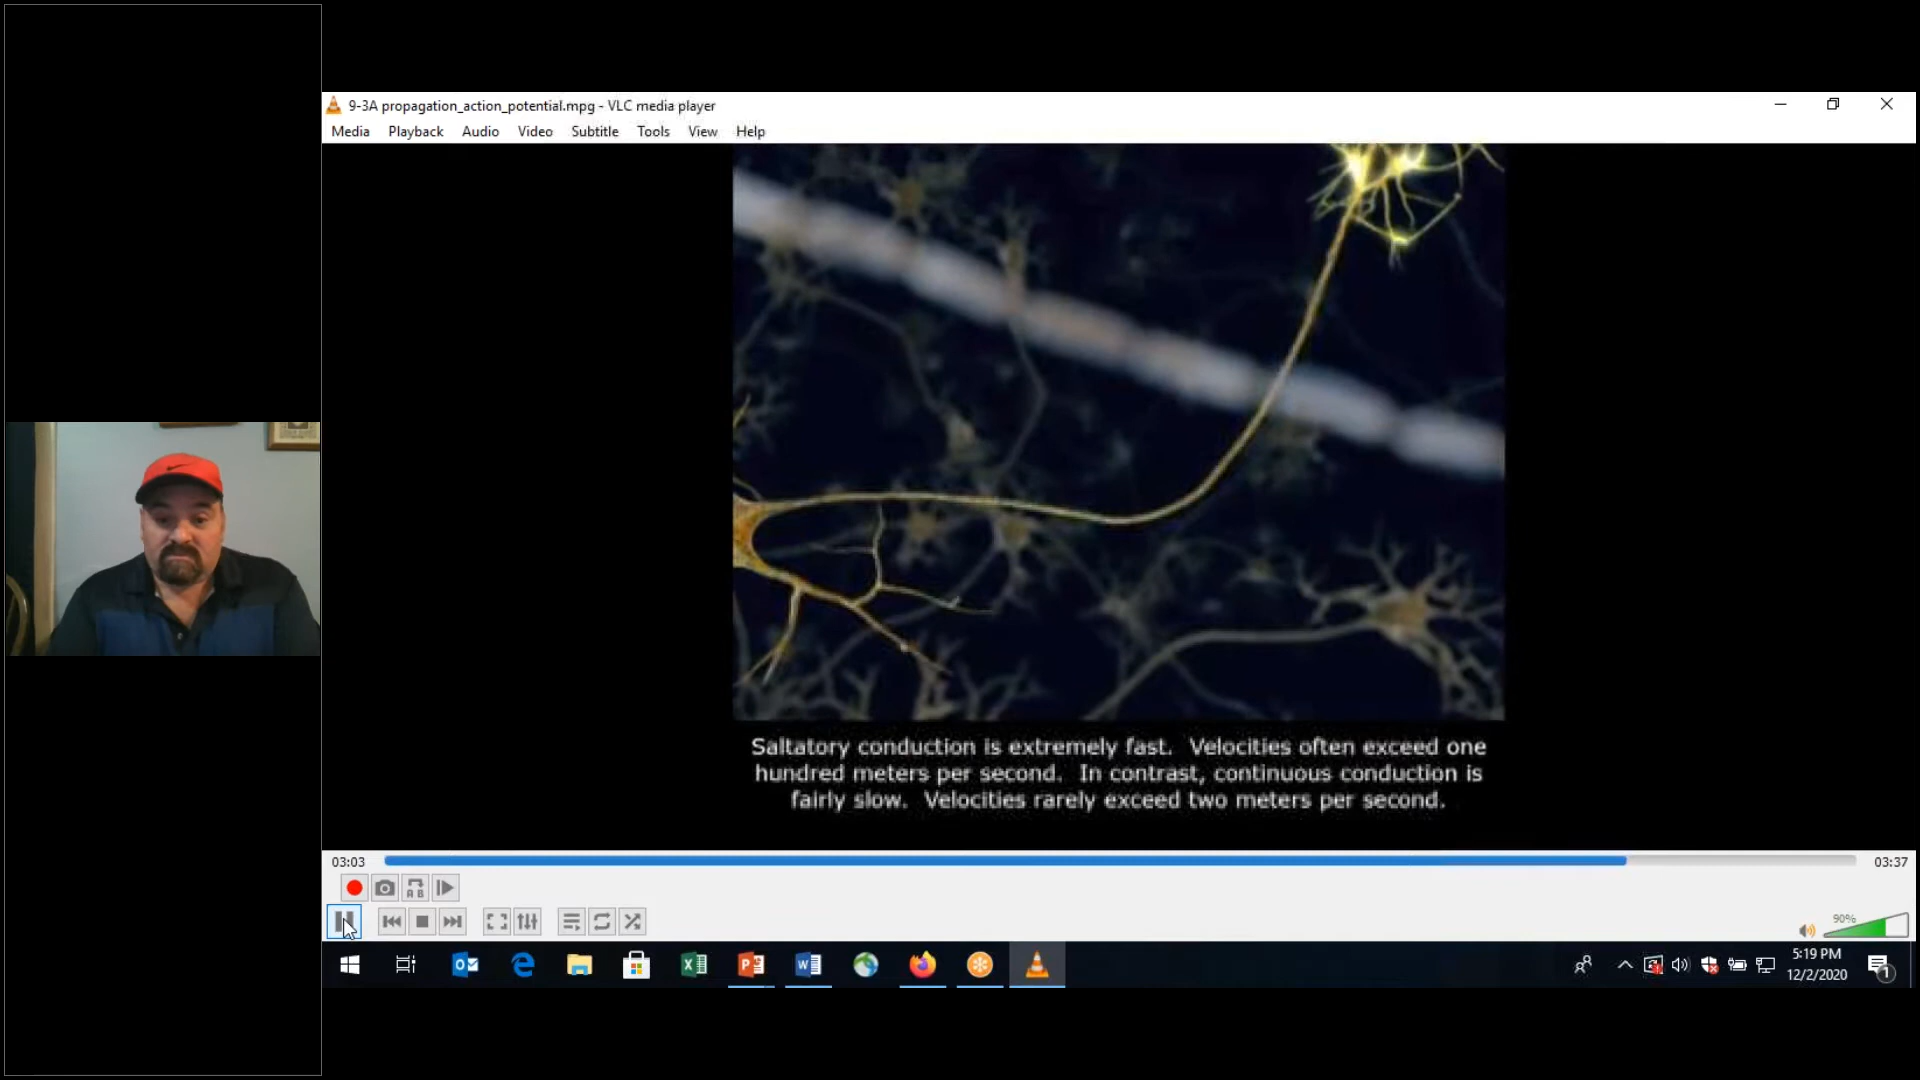 9-3A propagation_action_potential.mpg - VLC media player
Media Playback Audio Video Subtitle Tools View Help
Saltatory conduction is extremely fast. Velocities often exceed one
hundred meters per second. In contrast, continuous conduction is
fairly slow. Velocities rarely exceed two meters per second.
03:03
03:37
A B
90%
5:19 PM
12/2/2020
1